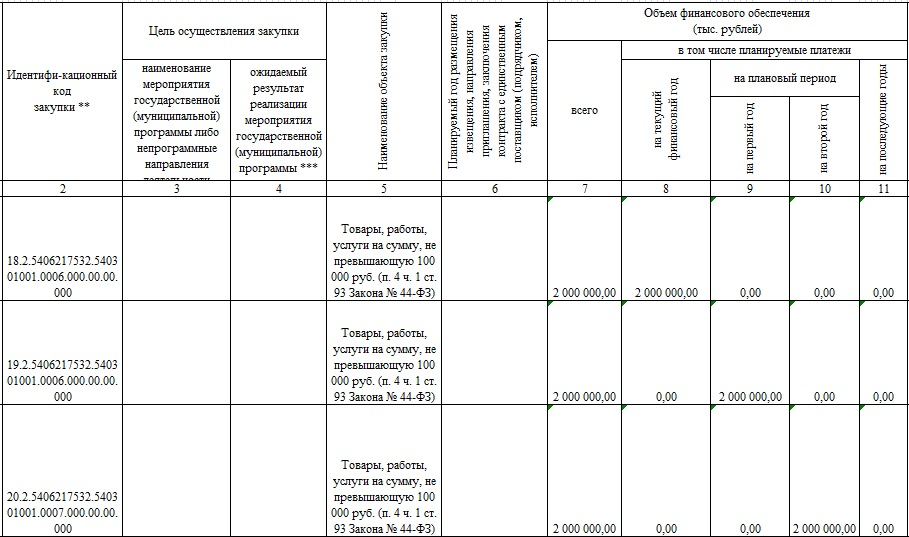 Идентифи-кационный
код
закупки **
Цель осуществления закупки
наименование
мероприятия
государственной
(муниципальной)
программы либо
непрограммные
направления
деятельности
ожидаемый
результат
реализации
мероприятия
государственной
(муниципальной)
программы ***
Наименование объекта закупки
Планируемый год размещения
извещения, направления
приглашения, заключения
контракта с единственным
поставщиком (подрядчиком,
исполнителем)
Объем финансового обеспечения
(тыс. рублей)
всего
в том числе планируемые платежи
на текущий
финансовый год
на плановый период
на первый год
на второй год
на последующие годы
2 3 4 5 6 7 8 9 10 11
18.2.5406217532.5403
01001.0006.000.00.00.
000
Товары, работы,
услуги на сумму, не
превышающую 100
000 руб. (п. 4 ч. 1 ст.
93 Закона № 44-ФЗ)
2 000 000,00 2 000 000,00 0,00 0,00 0,00
19.2.5406217532.5403
01001.0006.000.00.00.
000
Товары, работы,
услуги на сумму, не
превышающую 100
000 руб. (п. 4 ч. 1 ст.
93 Закона № 44-ФЗ)
2 000 000,00 0,00 2 000 000,00 0,00 0,00
20.2.5406217532.5403
01001.0007.000.00.00.
000
Товары, работы,
услуги на сумму, не
превышающую 100
000 руб. (п. 4 ч. 1 ст.
93 Закона № 44-ФЗ)
2 000 000,00 0,00 0,00 2 000 000,00 0,00